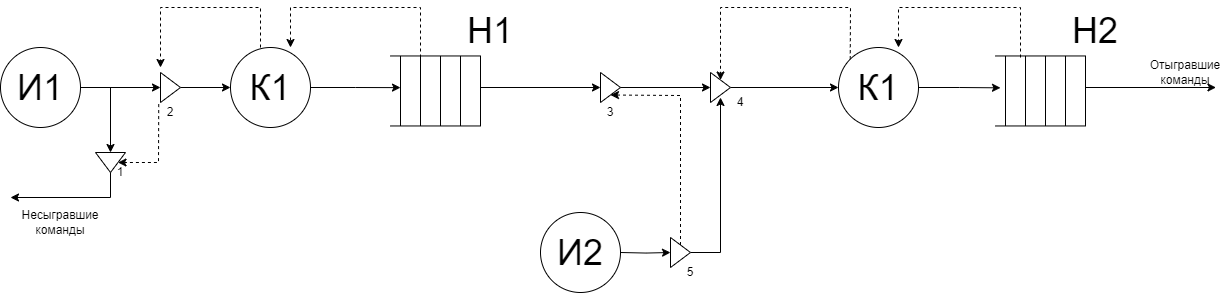 Н1
Н2
И1
К1
К1
Отыгравшие
команды
2
3
4
1
Несыгравшие
команды
И2
5